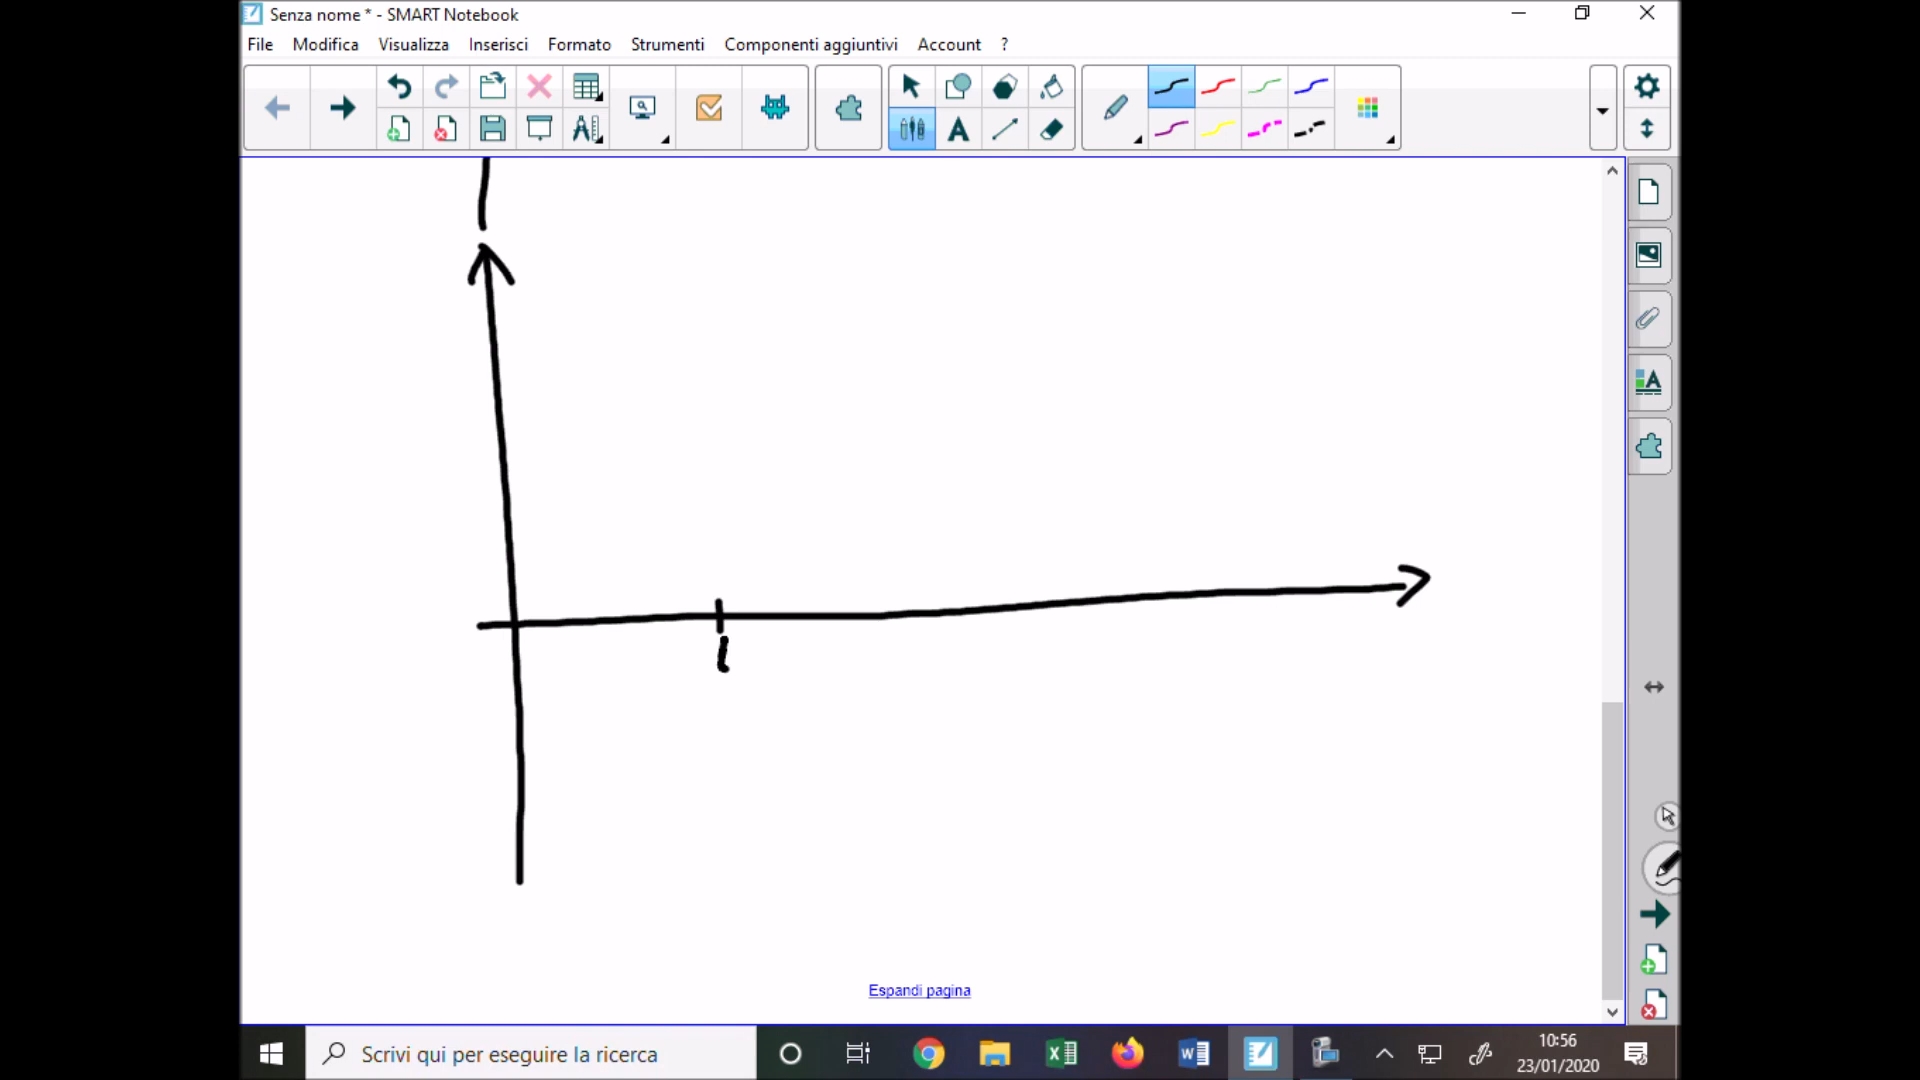 Senza nome * - SMART Notebook
File Modifica Visualizza Inserisci Formato Strumenti Componenti aggiuntivi Account ?
Espandi pagina
Scrivi qui per eseguire la ricerca
10:56
23/01/2020